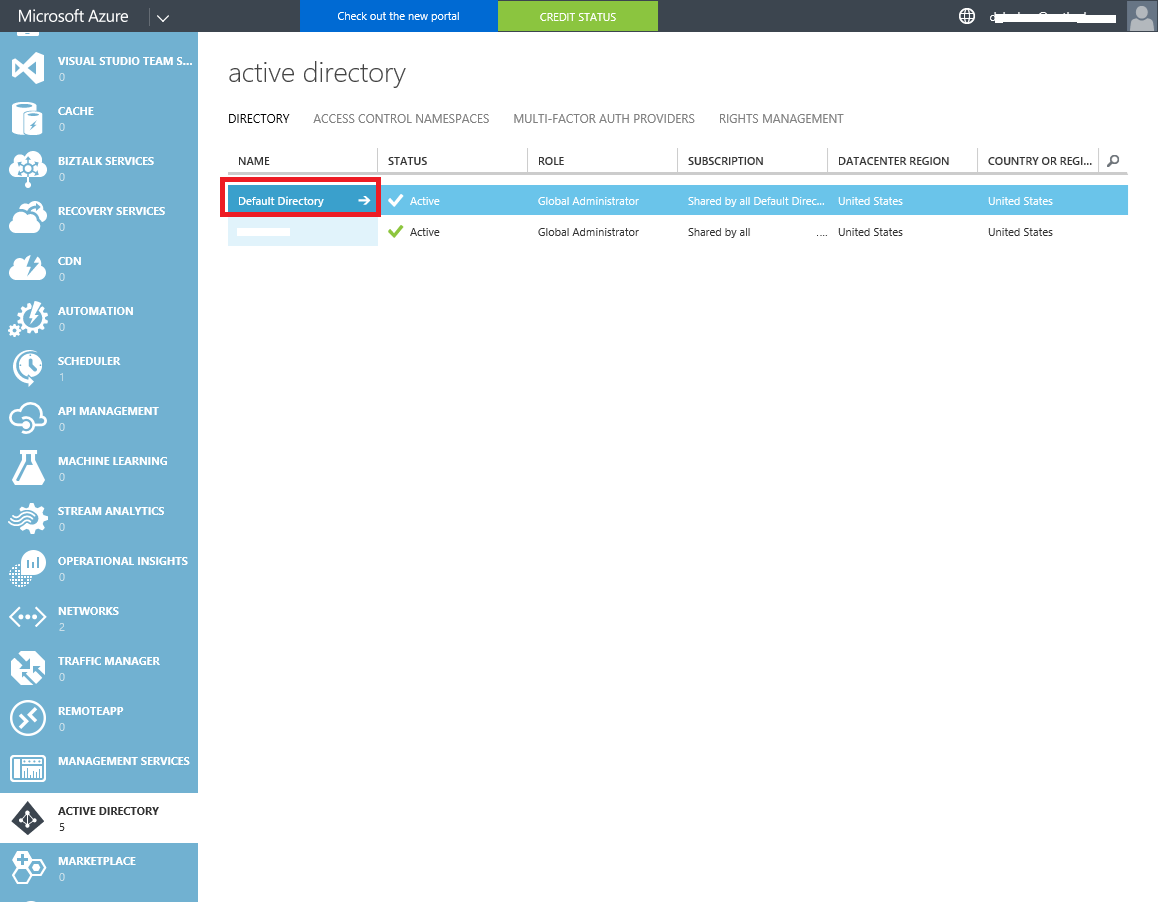 Microsoft Azure
Check out the new portal
CREDIT STATUS
VISUAL STUDIO TEAM S...
0
CACHE
0
BIZTALK SERVICES
0
RECOVERY SERVICES
0
CDN
0
AUTOMATION
0
SCHEDULER
1
API MANAGEMENT
0
MACHINE LEARNING
0
STREAM ANALYTICS
0
OPERATIONAL INSIGHTS
0
NETWORKS
2
TRAFFIC MANAGER
0
REMOTEAPP
0
MANAGEMENT SERVICES
ACTIVE DIRECTORY
5
MARKETPLACE
0
active directory
DIRECTORY ACCESS CONTROL NAMESPACES MULTI-FACTOR AUTH PROVIDERS RIGHTS MANAGEMENT
NAME STATUS ROLE SUBSCRIPTION DATACENTER REGION COUNTRY OR REGI...
Default Directory Active Global Administrator Shared by all Default Direc... United States United States
Active Global Administrator Shared by all .... United States United States